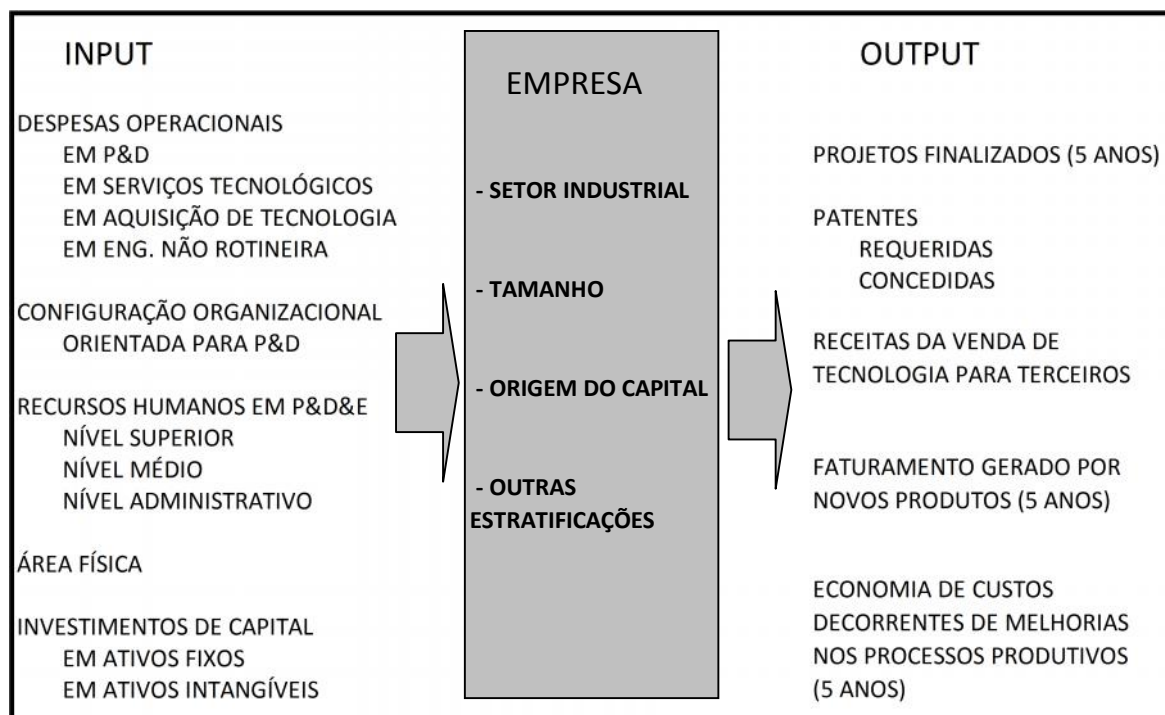 INPUT
DESPESAS OPERACIONAIS
EM P&D
EM SERVIÇOS TECNOLÓGICOS
EM AQUISIÇÃO DE TECNOLOGIA
EM ENG. NÃO ROTINEIRA
CONFIGURAÇÃO ORGANIZACIONAL
ORIENTADA PARA P&D
RECURSOS HUMANOS EM P&D&E
NÍVEL SUPERIOR
NÍVEL MÉDIO
NÍVEL ADMINISTRATIVO
ÁREA FÍSICA
INVESTIMENTOS DE CAPITAL
EM ATIVOS FIXOS
EM ATIVOS INTANGÍVEIS
EMPRESA
- SETOR INDUSTRIAL
- TAMANHO
- ORIGEM DO CAPITAL
- OUTRAS
ESTRATIFICAÇÕES
OUTPUT
PROJETOS FINALIZADOS (5 ANOS)
PATENTES
REQUERIDAS
CONCEDIDAS
RECEITAS DA VENDA DE
TECNOLOGIA PARA TERCEIROS
FATURAMENTO GERADO POR
NOVOS PRODUTOS (5 ANOS)
ECONOMIA DE CUSTOS
DECORRENTES DE MELHORIAS
NOS PROCESSOS PRODUTIVOS
(5 ANOS)